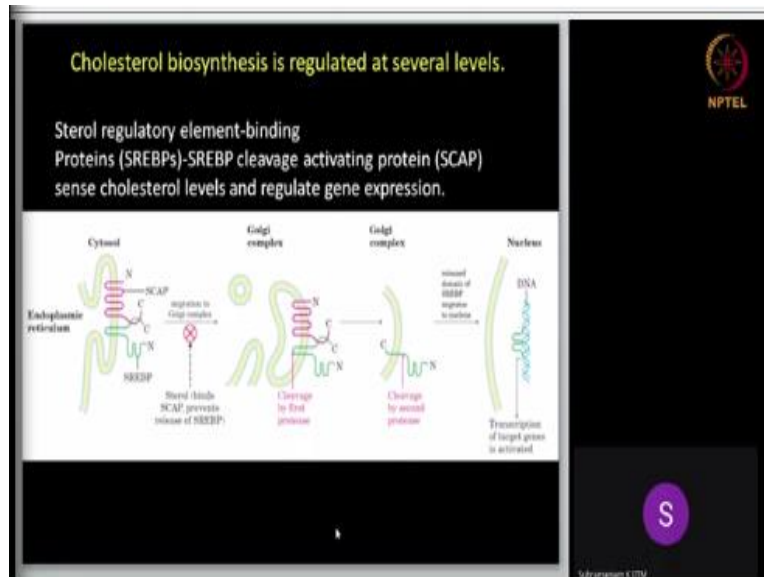 Cholesterol biosynthesis is regulated at several levels.
NPTEL
Sterol regulatory element-binding
Proteins (SREBPs)-SREBP cleavage activating protein (SCAP)
sense cholesterol levels and regulate gene expression.
Cytosol
Golgi
complex
Golgi
complex
Nucleus
Endoplasmic
reticulum
N
SCAP
C
C
N
SREBP
migration to
Golgi complex
Sterol (binds
SCAP, prevents
release of SREBP)
N
C
C
N
Cleavage
by first
protease
C
N
Cleavage
by second
protease
released
domain of
SREBP
migrates
to nucleus
DNA
Transcription
of target genes
is activated
S